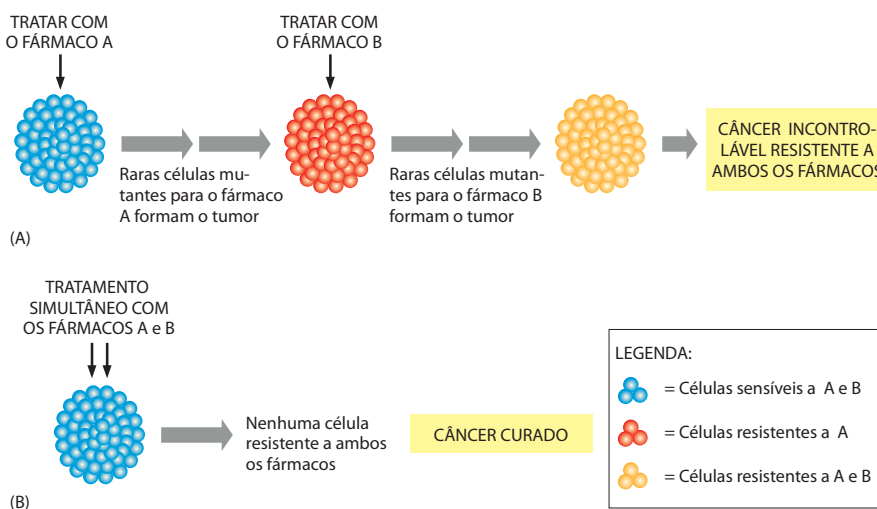 TRATAR COM
O FÁRMACO A
TRATAR COM
O FÁRMACO B
Raras células mu-
tantes para o fármaco
A formam o tumor
Raras células mutan-
tes para o fármaco B
formam o tumor
CÂNCER INCONTRO-
LÁVEL RESISTENTE A
AMBOS OS FÁRMACOS
(A)
TRATAMENTO
SIMULTÂNEO COM
OS FÁRMACOS A e B
Nenhuma célula
resistente a ambos
os fármacos
CÂNCER CURADO
(B)
LEGENDA:
= Células sensíveis a A e B
= Células resistentes a A
= Células resistentes a A e B